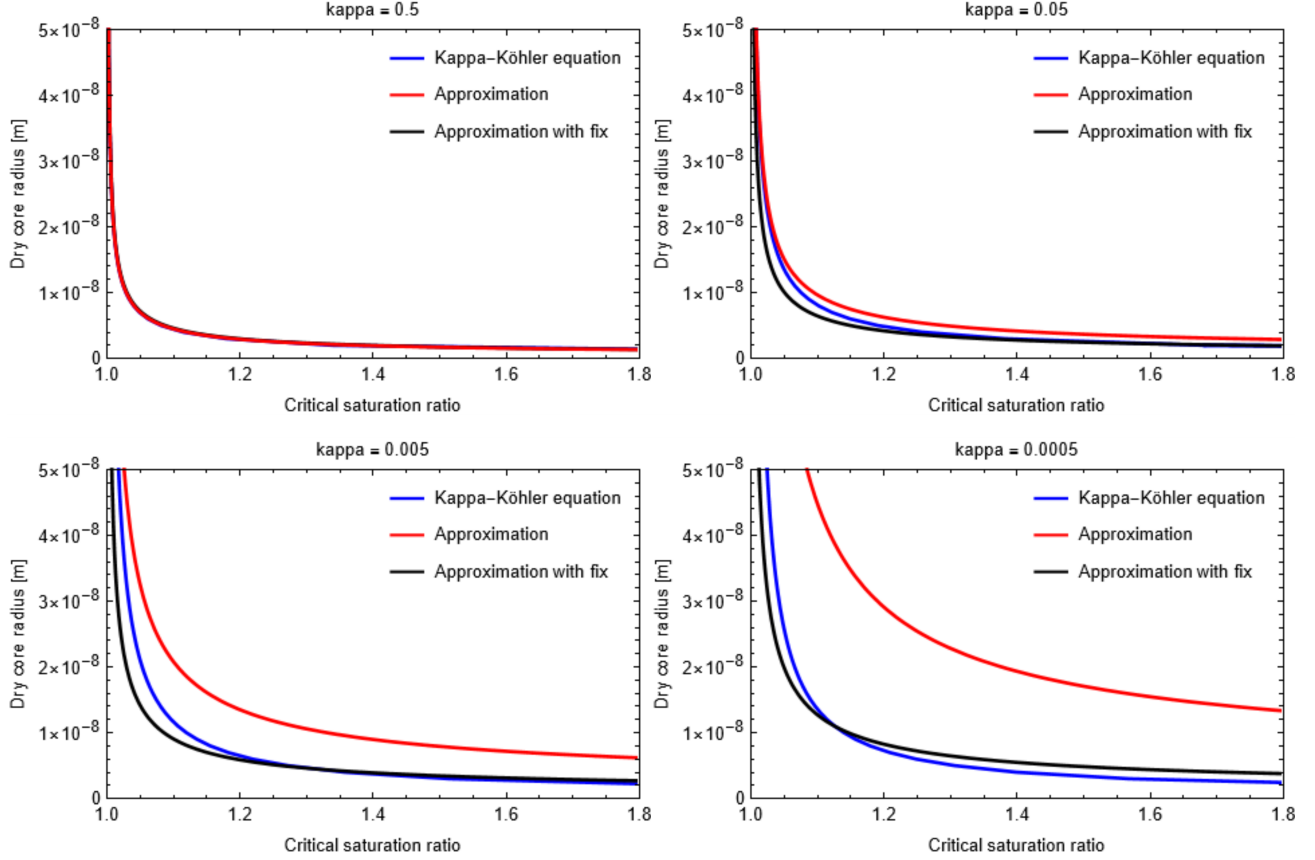 kappa = 0.5
5×10⁻⁸
4×10⁻⁸
3×10⁻⁸
2×10⁻⁸
1×10⁻⁸
0
Dry core radius [m]
Kappa−Köhler equation
Approximation
Approximation with fix
1.0 1.2 1.4 1.6 1.8
Critical saturation ratio
kappa = 0.05
5×10⁻⁸
4×10⁻⁸
3×10⁻⁸
2×10⁻⁸
1×10⁻⁸
0
Dry core radius [m]
Kappa−Köhler equation
Approximation
Approximation with fix
1.0 1.2 1.4 1.6 1.8
Critical saturation ratio
kappa = 0.005
5×10⁻⁸
4×10⁻⁸
3×10⁻⁸
2×10⁻⁸
1×10⁻⁸
0
Dry core radius [m]
Kappa−Köhler equation
Approximation
Approximation with fix
1.0 1.2 1.4 1.6 1.8
Critical saturation ratio
kappa = 0.0005
5×10⁻⁸
4×10⁻⁸
3×10⁻⁸
2×10⁻⁸
1×10⁻⁸
0
Dry core radius [m]
Kappa−Köhler equation
Approximation
Approximation with fix
1.0 1.2 1.4 1.6 1.8
Critical saturation ratio